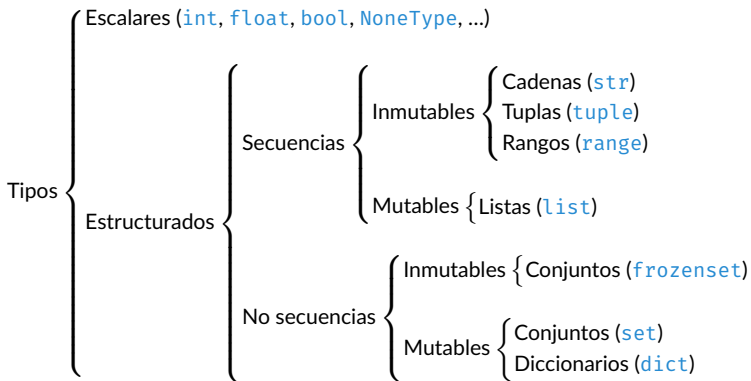 Tipos
Escalares (int, float, bool, NoneType, ...)
Estructurados
Secuencias
Inmutables
Cadenas (str)
Tuplas (tuple)
Rangos (range)
Mutables
Listas (list)
No secuencias
Inmutables
Conjuntos (frozenset)
Mutables
Conjuntos (set)
Diccionarios (dict)